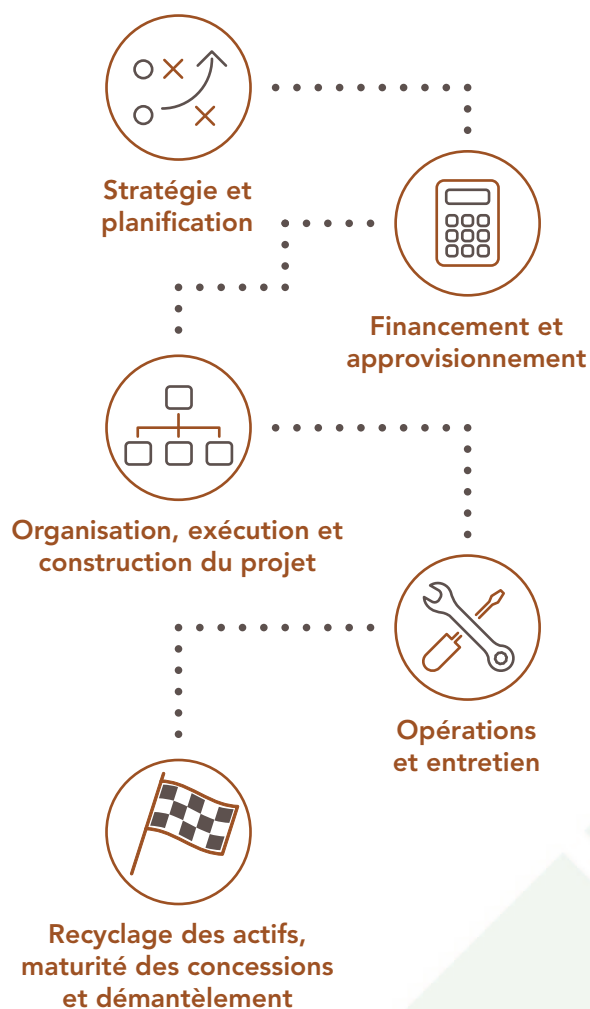 Stratégie et
planification
Financement et
approvisionnement
Organisation, exécution et
construction du projet
Opérations
et entretien
Recyclage des actifs,
maturité des concessions
et démantèlement